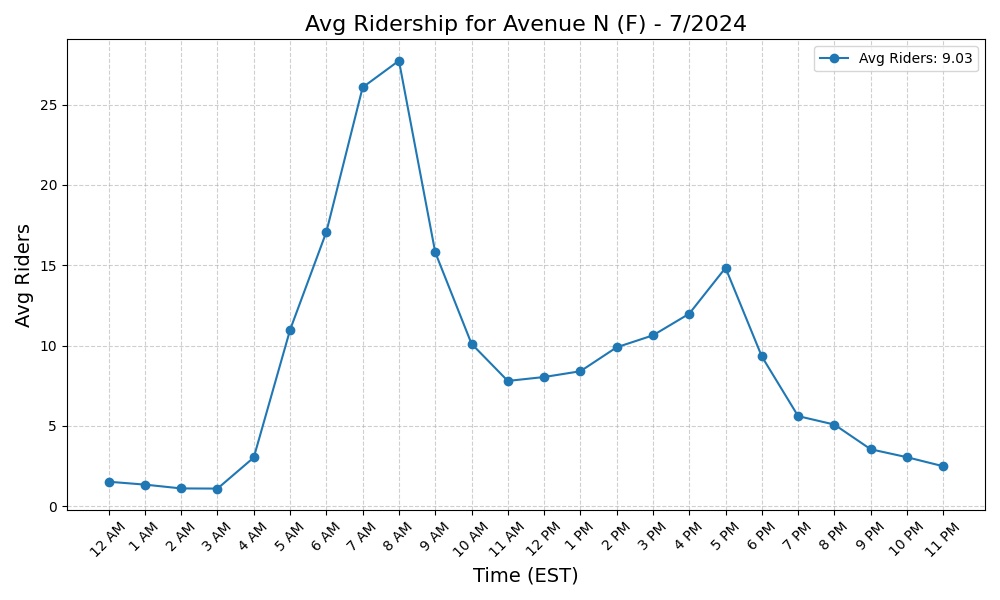 Avg Ridership for Avenue N (F) - 7/2024
Avg Riders: 9.03
Avg Riders
25
20
15
10
5
0
12 AM
1 AM
2 AM
3 AM
4 AM
5 AM
6 AM
7 AM
8 AM
9 AM
10 AM
11 AM
12 PM
1 PM
2 PM
3 PM
4 PM
5 PM
6 PM
7 PM
8 PM
9 PM
10 PM
11 PM
Time (EST)